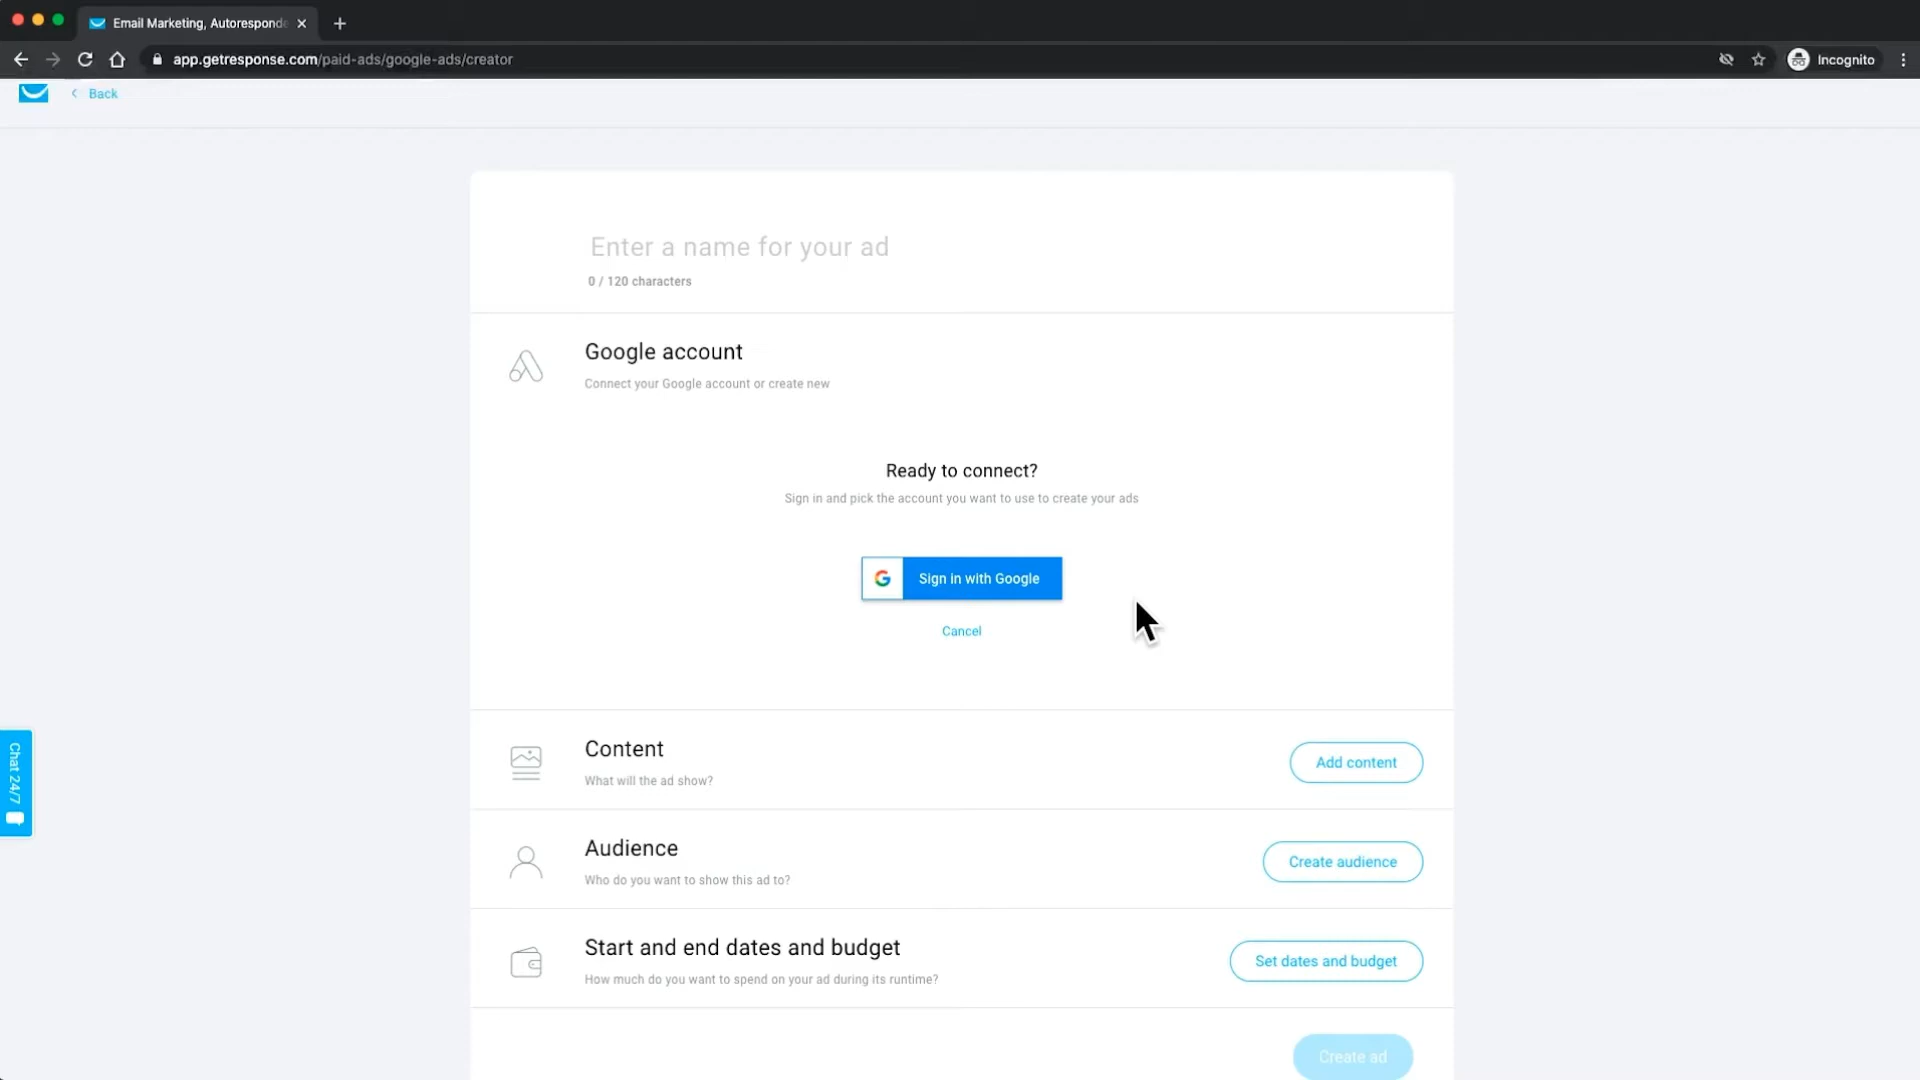 Email Marketing, Autoresponde
app.getresponse.com/paid-ads/google-ads/creator
Incognito
Back
Enter a name for your ad
0 / 120 characters
Google account
Connect your Google account or create new
Ready to connect?
Sign in and pick the account you want to use to create your ads
Sign in with Google
Cancel
Content
What will the ad show?
Add content
Chat 24/7
Audience
Who do you want to show this ad to?
Create audience
Start and end dates and budget
How much do you want to spend on your ad during its runtime?
Set dates and budget
Create ad